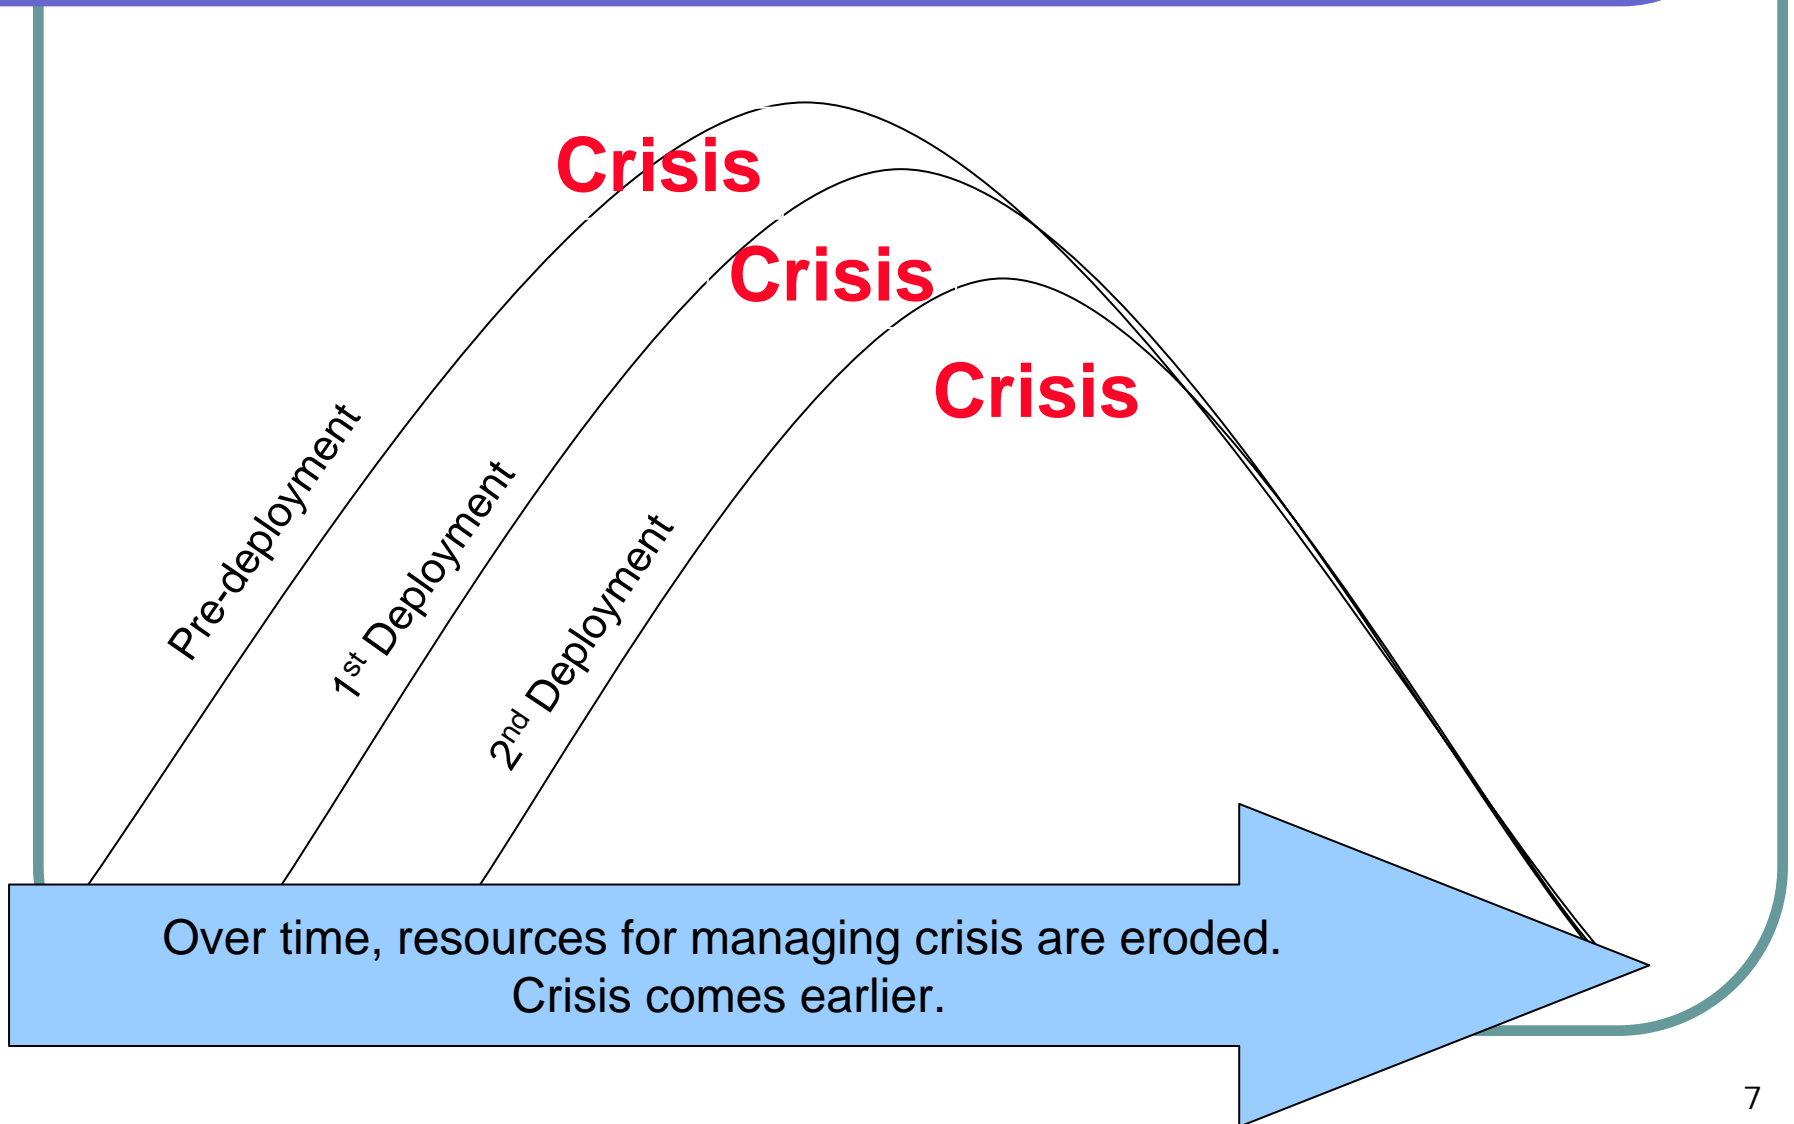 Crisis
Crisis
Crisis
Pre-deployment
1st Deployment
2nd Deployment
Over time, resources for managing crisis are eroded.
Crisis comes earlier.
7